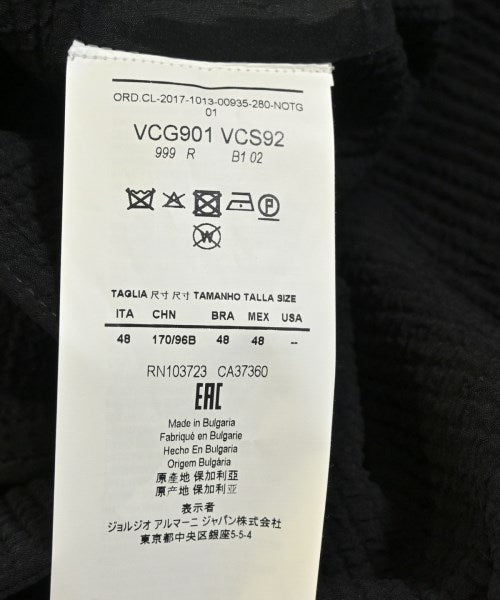 ORD.CL-2017-1013-00935-280-NOTG
01
VCG901 VCS92
999 R B1 02
TAGLIA 尺寸 尺寸 TAMANHO TALLA SIZE
ITA CHN BRA MEX USA
48 170/96B 48 48 --
RN103723 CA37360
EAC
Made in Bulgaria
Fabriqué en Bulgarie
Hecho En Bulgaria
Origem Bulgária
原產地 保加利亞
原产地 保加利亚
表示者
ジョルジオ アルマーニ ジャパン株式会社
東京都中央区銀座5-5-4